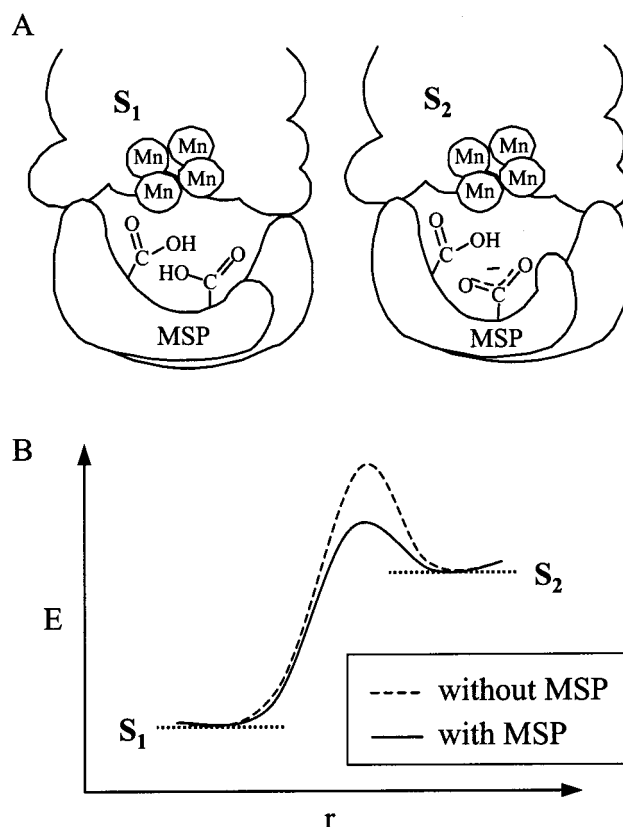 A
S1 S2
Mn Mn Mn Mn Mn Mn Mn Mn
O O
C OH C OH
HO C O O − O
C
MSP MSP
B
E
S2
S1
without MSP
with MSP
r